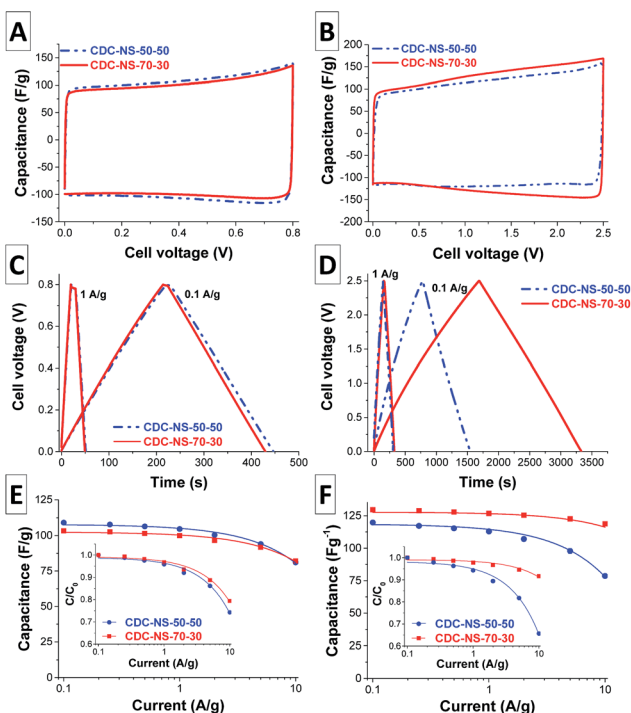 A
CDC-NS-50-50
CDC-NS-70-30
Capacitance (F/g)
150
100
50
0
-50
-100
-150
0.0 0.2 0.4 0.6 0.8
Cell voltage (V)
B
CDC-NS-50-50
CDC-NS-70-30
Capacitance (F/g)
200
150
100
50
0
-50
-100
-150
-200
0.0 0.5 1.0 1.5 2.0 2.5
Cell voltage (V)
C
1 A/g
0.1 A/g
CDC-NS-50-50
CDC-NS-70-30
Cell voltage (V)
0.8
0.6
0.4
0.2
0.0
0 100 200 300 400 500
Time (s)
D
1 A/g
0.1 A/g
CDC-NS-50-50
CDC-NS-70-30
Cell voltage (V)
2.5
2.0
1.5
1.0
0.5
0.0
0 500 1000 1500 2000 2500 3000 3500
Time (s)
E
Capacitance (F/g)
125
100
75
50
25
0
C/C0
1.0
0.9
0.8
0.7
0.6
0.1 1 10
Current (A/g)
CDC-NS-50-50
CDC-NS-70-30
0.1 1 10
Current (A/g)
F
Capacitance (Fg-1)
125
100
75
50
25
0
C/C0
1.0
0.9
0.8
0.7
0.6
0.1 1 10
Current (A/g)
CDC-NS-50-50
CDC-NS-70-30
0.1 1 10
Current (A/g)